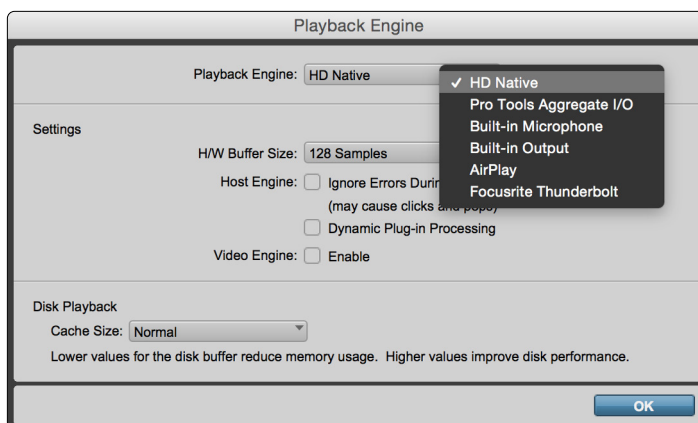 Playback Engine
Playback Engine: HD Native
✓ HD Native
Pro Tools Aggregate I/O
Built-in Microphone
Built-in Output
AirPlay
Focusrite Thunderbolt
Settings
H/W Buffer Size: 128 Samples
Host Engine: Ignore Errors
(may cause clicks and pops)
Dynamic Plug-in Processing
Video Engine: Enable
Disk Playback
Cache Size: Normal
Lower values for the disk buffer reduce memory usage. Higher values improve disk performance.
OK